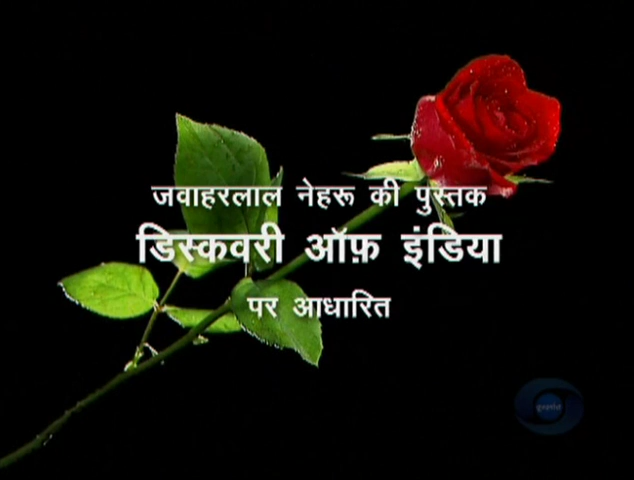 जवाहरलाल नेहरू की पुस्तक
डिस्कवरी ऑफ़ इंडिया
पर आधारित